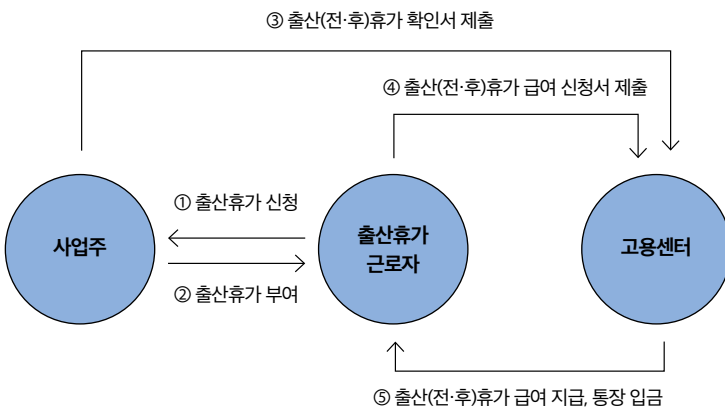 ③ 출산(전·후)휴가 확인서 제출
④ 출산(전·후)휴가 급여 신청서 제출
① 출산휴가 신청
사업주
출산휴가
근로자
고용센터
② 출산휴가 부여
⑤ 출산(전·후)휴가 급여 지급, 통장 입금